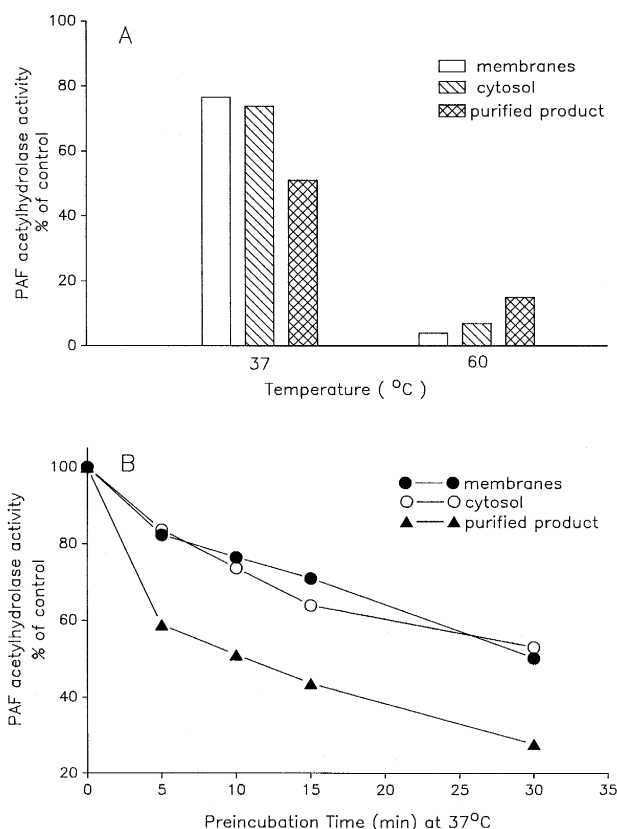 A
100
80
60
40
20
0
PAF acetylhydrolase activity
% of control
membranes
cytosol
purified product
37
60
Temperature ( °C )
B
100
80
60
40
20
PAF acetylhydrolase activity
% of control
membranes
cytosol
purified product
0
5
10
15
20
25
30
35
Preincubation Time (min) at 37°C